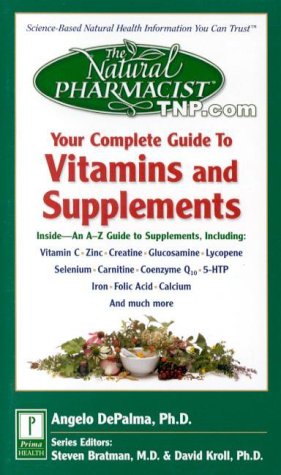 Science-Based Natural Health Information You Can Trust™
The
Natural
PHARMACIST™
TNP.com
Your Complete Guide To
Vitamins and
Supplements
Inside—An A–Z Guide to Supplements, Including:
Vitamin C • Zinc • Creatine • Glucosamine • Lycopene
Selenium • Carnitine • Coenzyme Q10 • 5-HTP
Iron • Folic Acid • Calcium
And much more
P
Prima
HEALTH
Angelo DePalma, Ph.D.
Series Editors:
Steven Bratman, M.D. & David Kroll, Ph.D.